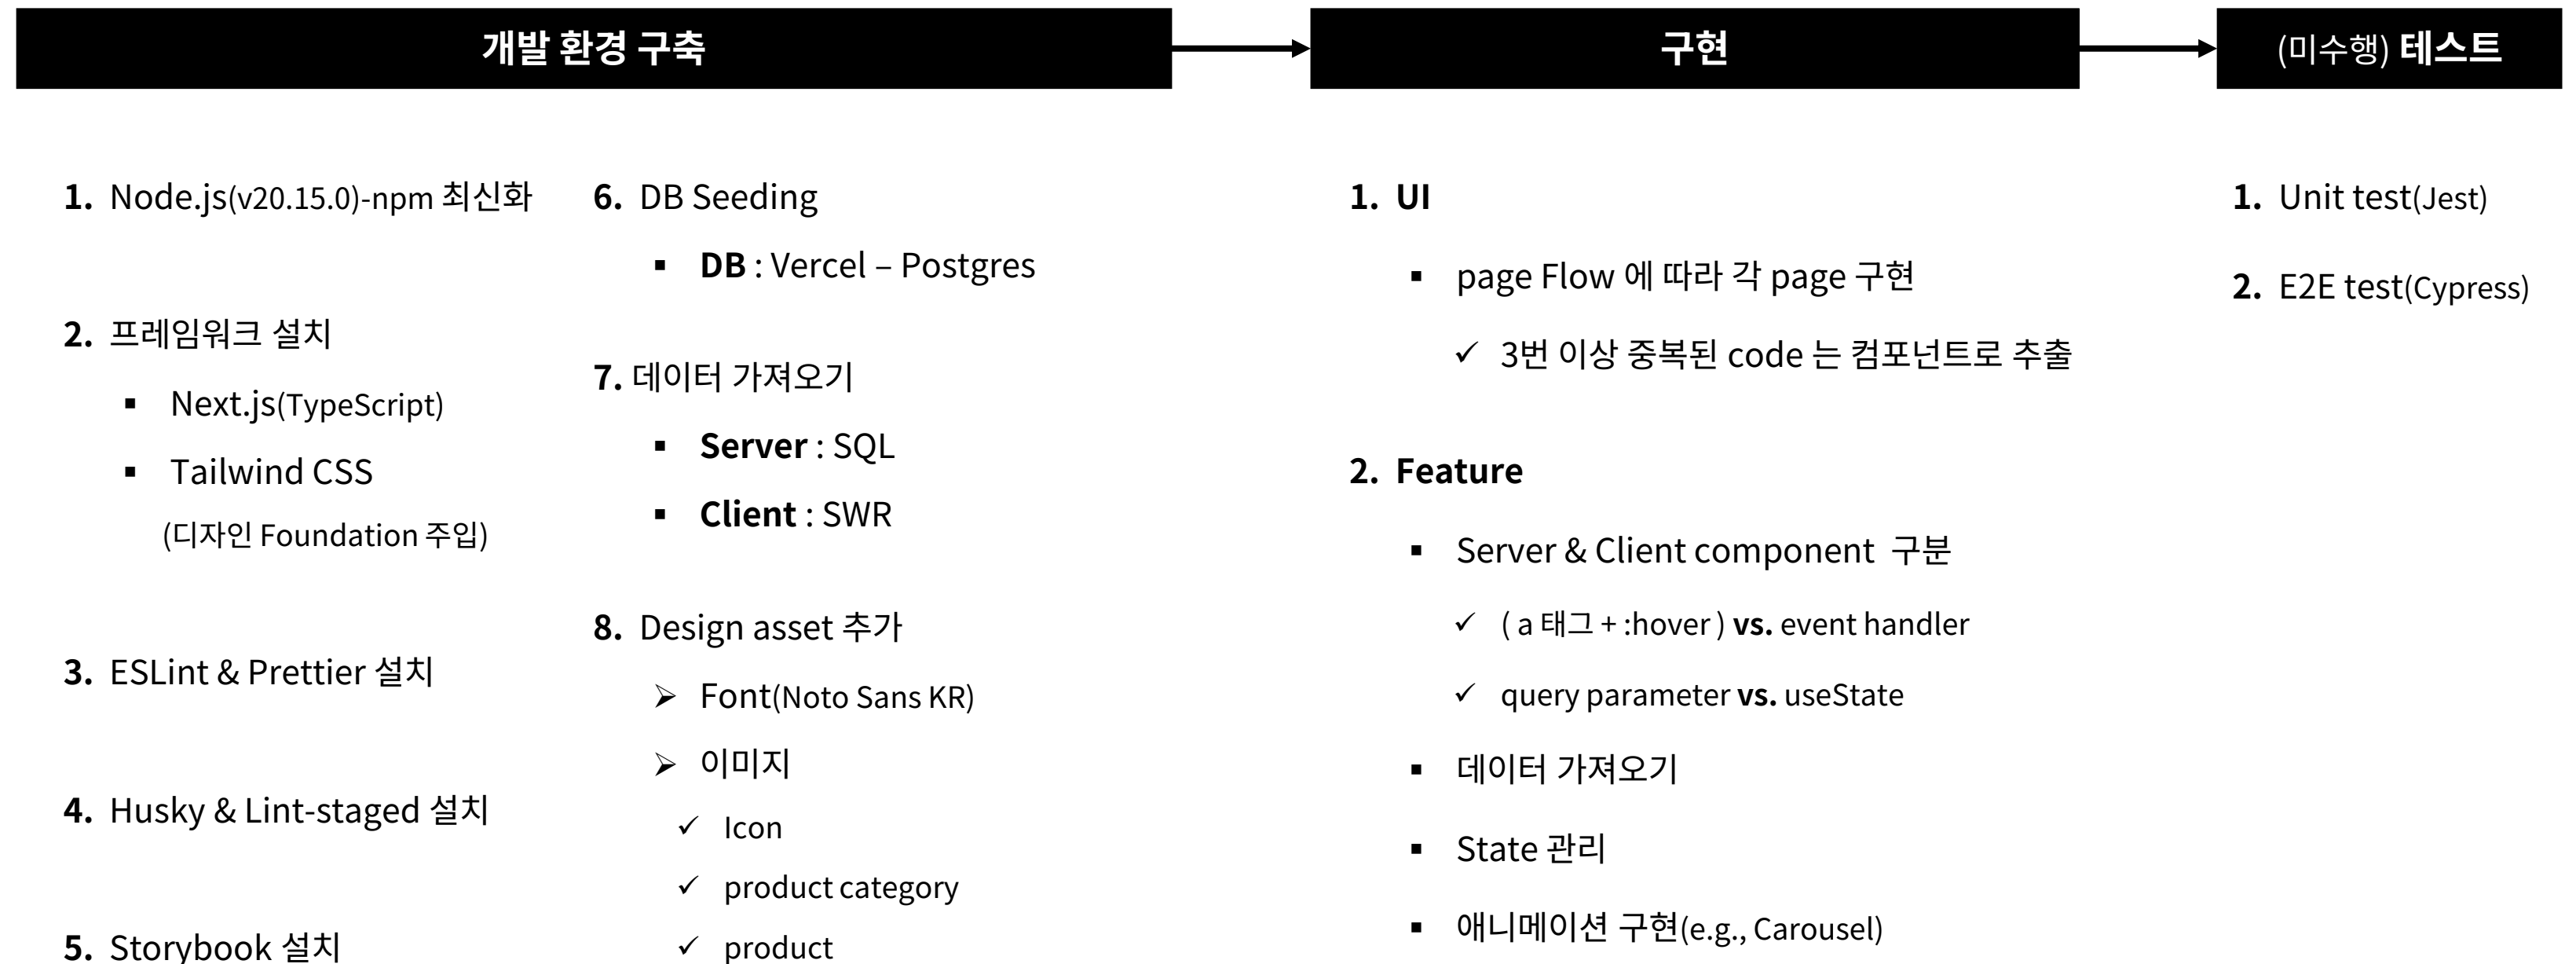 개발 환경 구축
1. Node.js(v20.15.0)-npm 최신화
2. 프레임워크 설치
▪ Next.js(TypeScript)
▪ Tailwind CSS
(디자인 Foundation 주입)
3. ESLint & Prettier 설치
4. Husky & Lint-staged 설치
5. Storybook 설치
6. DB Seeding
▪ DB : Vercel – Postgres
7. 데이터 가져오기
▪ Server : SQL
▪ Client : SWR
8. Design asset 추가
➢ Font(Noto Sans KR)
➢ 이미지
✓ Icon
✓ product category
✓ product
구현
1. UI
▪ page Flow 에 따라 각 page 구현
✓ 3번 이상 중복된 code 는 컴포넌트로 추출
2. Feature
▪ Server & Client component 구분
✓ ( a 태그 + :hover ) vs. event handler
✓ query parameter vs. useState
▪ 데이터 가져오기
▪ State 관리
▪ 애니메이션 구현(e.g., Carousel)
(미수행) 테스트
1. Unit test(Jest)
2. E2E test(Cypress)